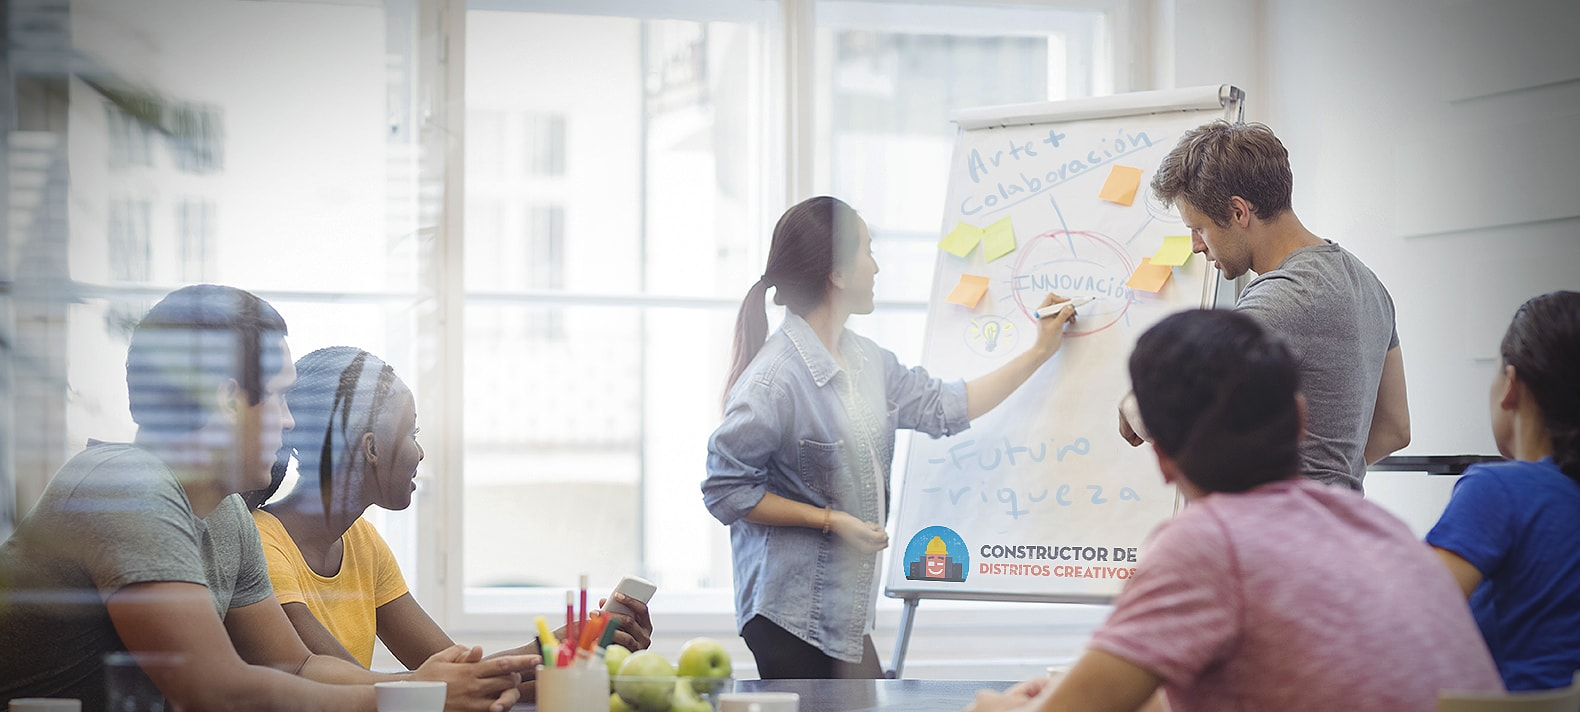 Arte +
Colaboración
INNOVACIÓN
-Futuro
-riqueza
CONSTRUCTOR DE
DISTRITOS CREATIVOS